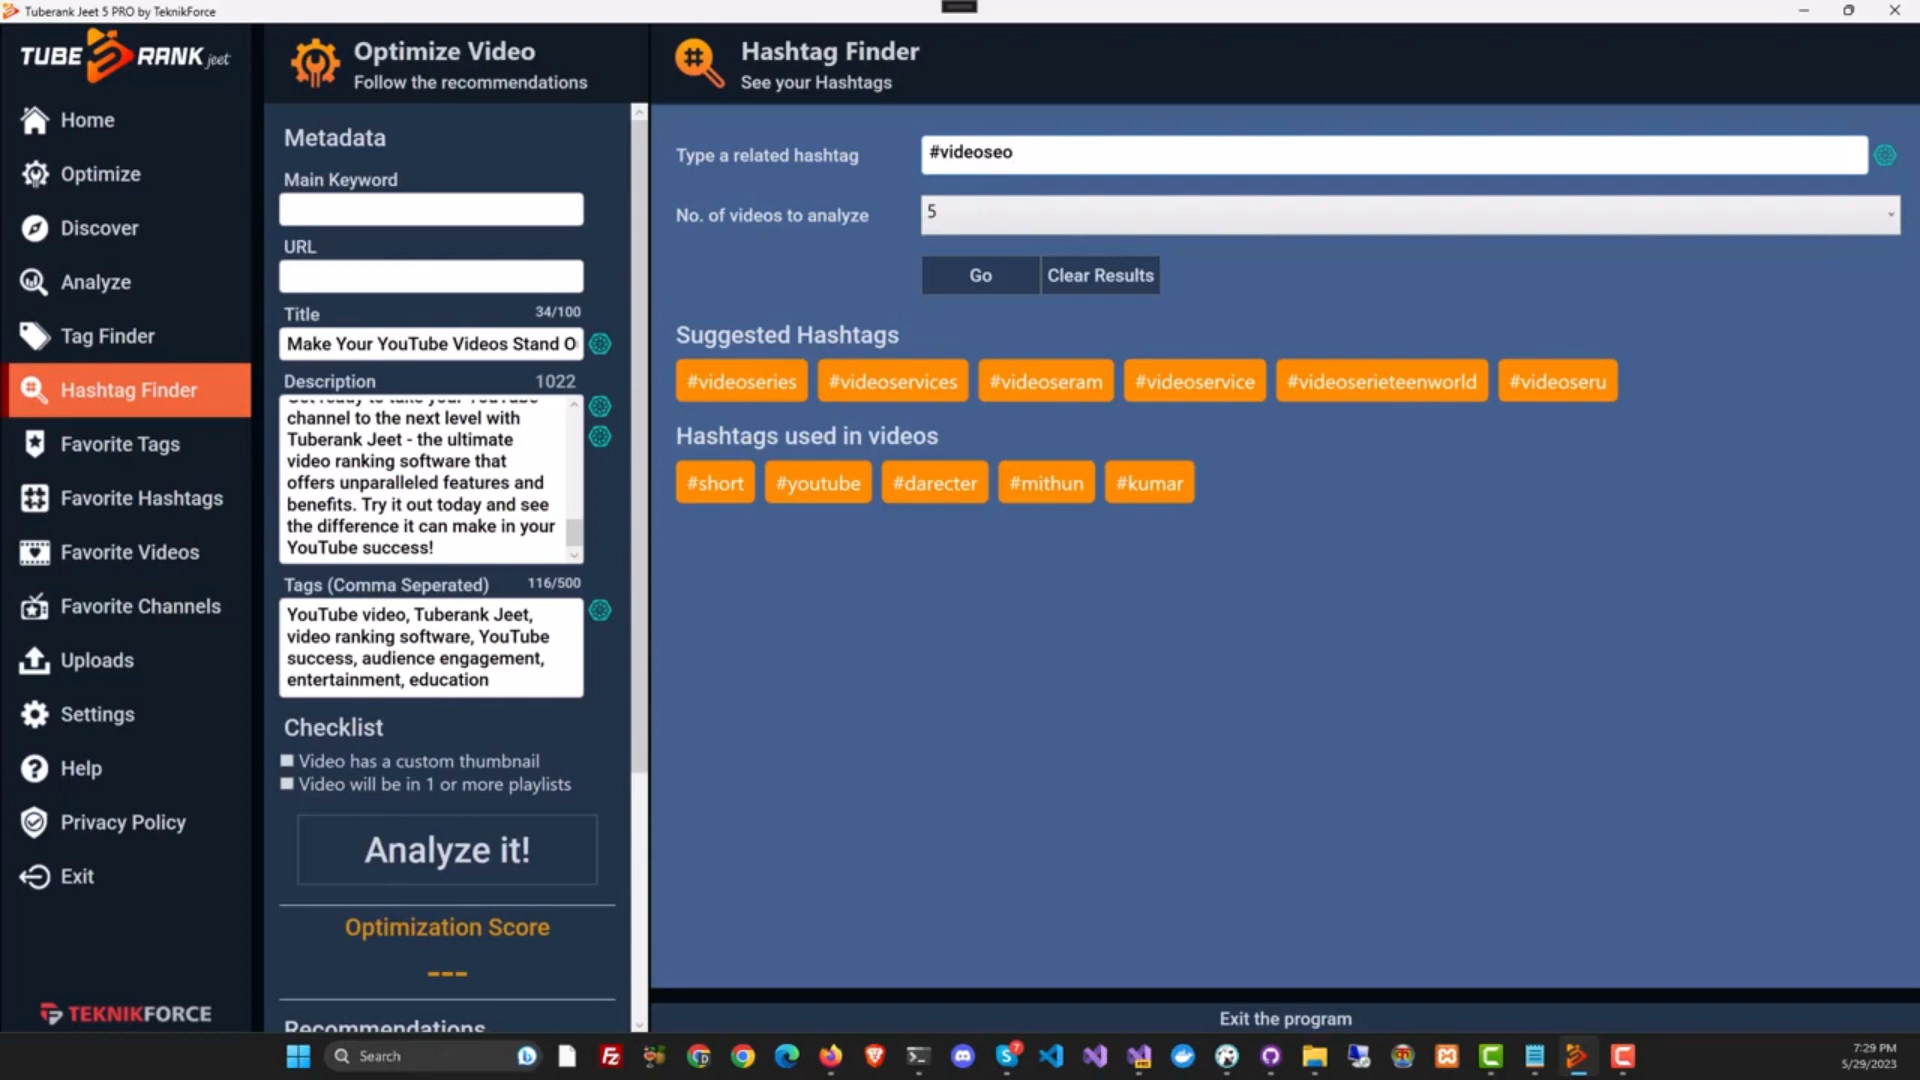 Tuberank Jeet 5 PRO by TeknikForce
TUBE RANK jeet
Home
Optimize
Discover
Analyze
Tag Finder
Hashtag Finder
Favorite Tags
Favorite Hashtags
Favorite Videos
Favorite Channels
Uploads
Settings
Help
Privacy Policy
Exit
TEKNIKFORCE
Optimize Video
Follow the recommendations
Metadata
Main Keyword
URL
Title 34/100
Make Your YouTube Videos Stand O
Description 1022
channel to the next level with
Tuberank Jeet - the ultimate
video ranking software that
offers unparalleled features and
benefits. Try it out today and see
the difference it can make in your
YouTube success!
Tags (Comma Seperated) 116/500
YouTube video, Tuberank Jeet,
video ranking software, YouTube
success, audience engagement,
entertainment, education
Checklist
Video has a custom thumbnail
Video will be in 1 or more playlists
Analyze it!
Optimization Score
---
Recommendations
Hashtag Finder
See your Hashtags
Type a related hashtag #videoseo
No. of videos to analyze 5
Go Clear Results
Suggested Hashtags
#videoseries #videoservices #videoseram #videoservice #videoserieteenworld #videoseru
Hashtags used in videos
#short #youtube #darecter #mithun #kumar
Exit the program
Search
7:29 PM
5/29/2023